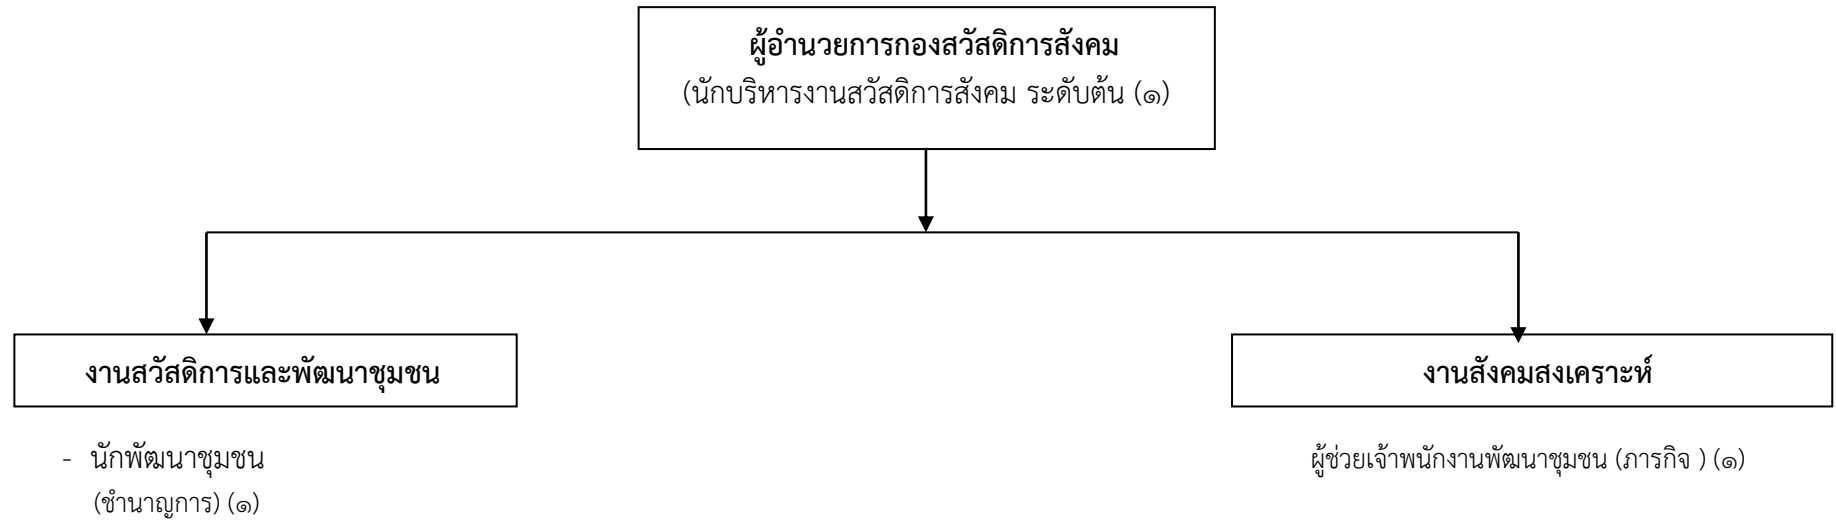 ผู้อำนวยการกองสวัสดิการสังคม
(นักบริหารงานสวัสดิการสังคม ระดับต้น (๑)
งานสวัสดิการและพัฒนาชุมชน
- นักพัฒนาชุมชน
(ชำนาญการ) (๑)
งานสังคมสงเคราะห์
ผู้ช่วยเจ้าพนักงานพัฒนาชุมชน (ภารกิจ ) (๑)